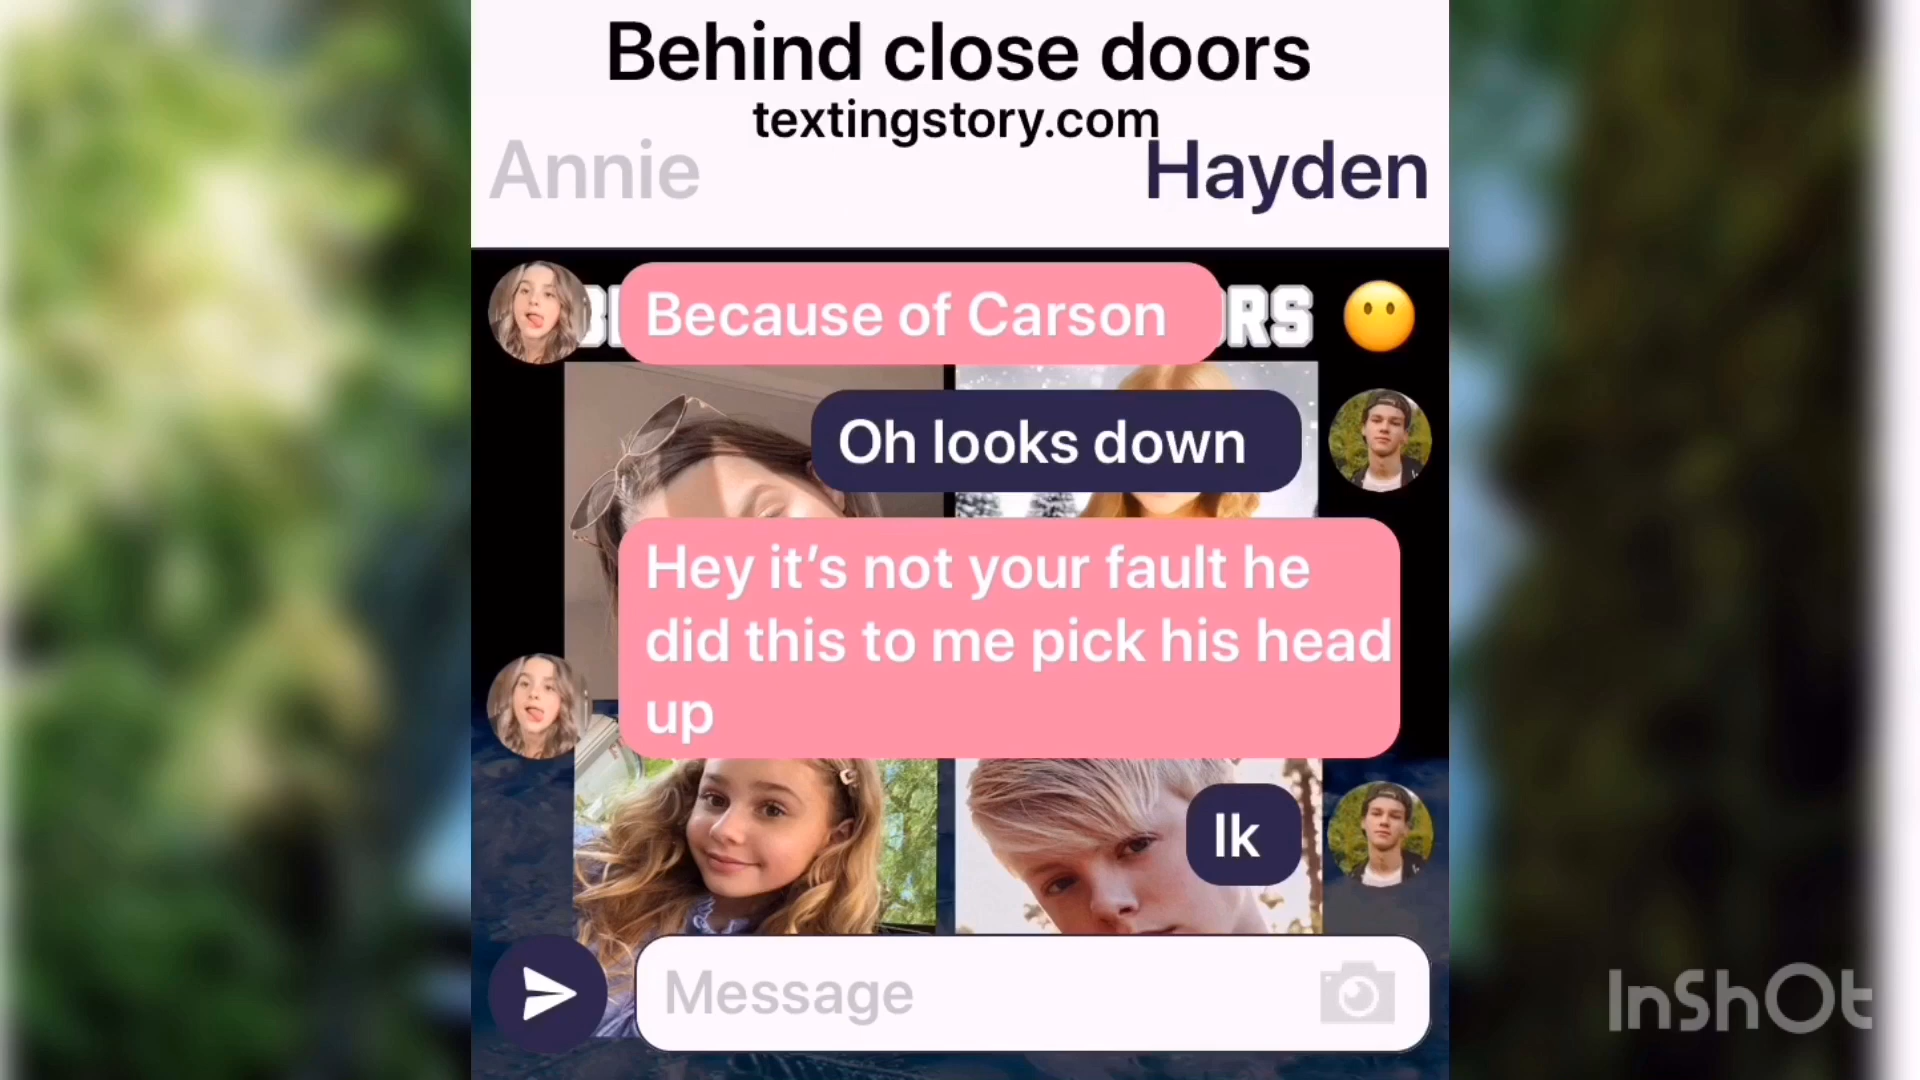 Behind close doors
textingstory.com
Annie
Hayden
Because of Carson
RS
Oh looks down
Hey it’s not your fault he
did this to me pick his head
up
Ik
Message
InShOt